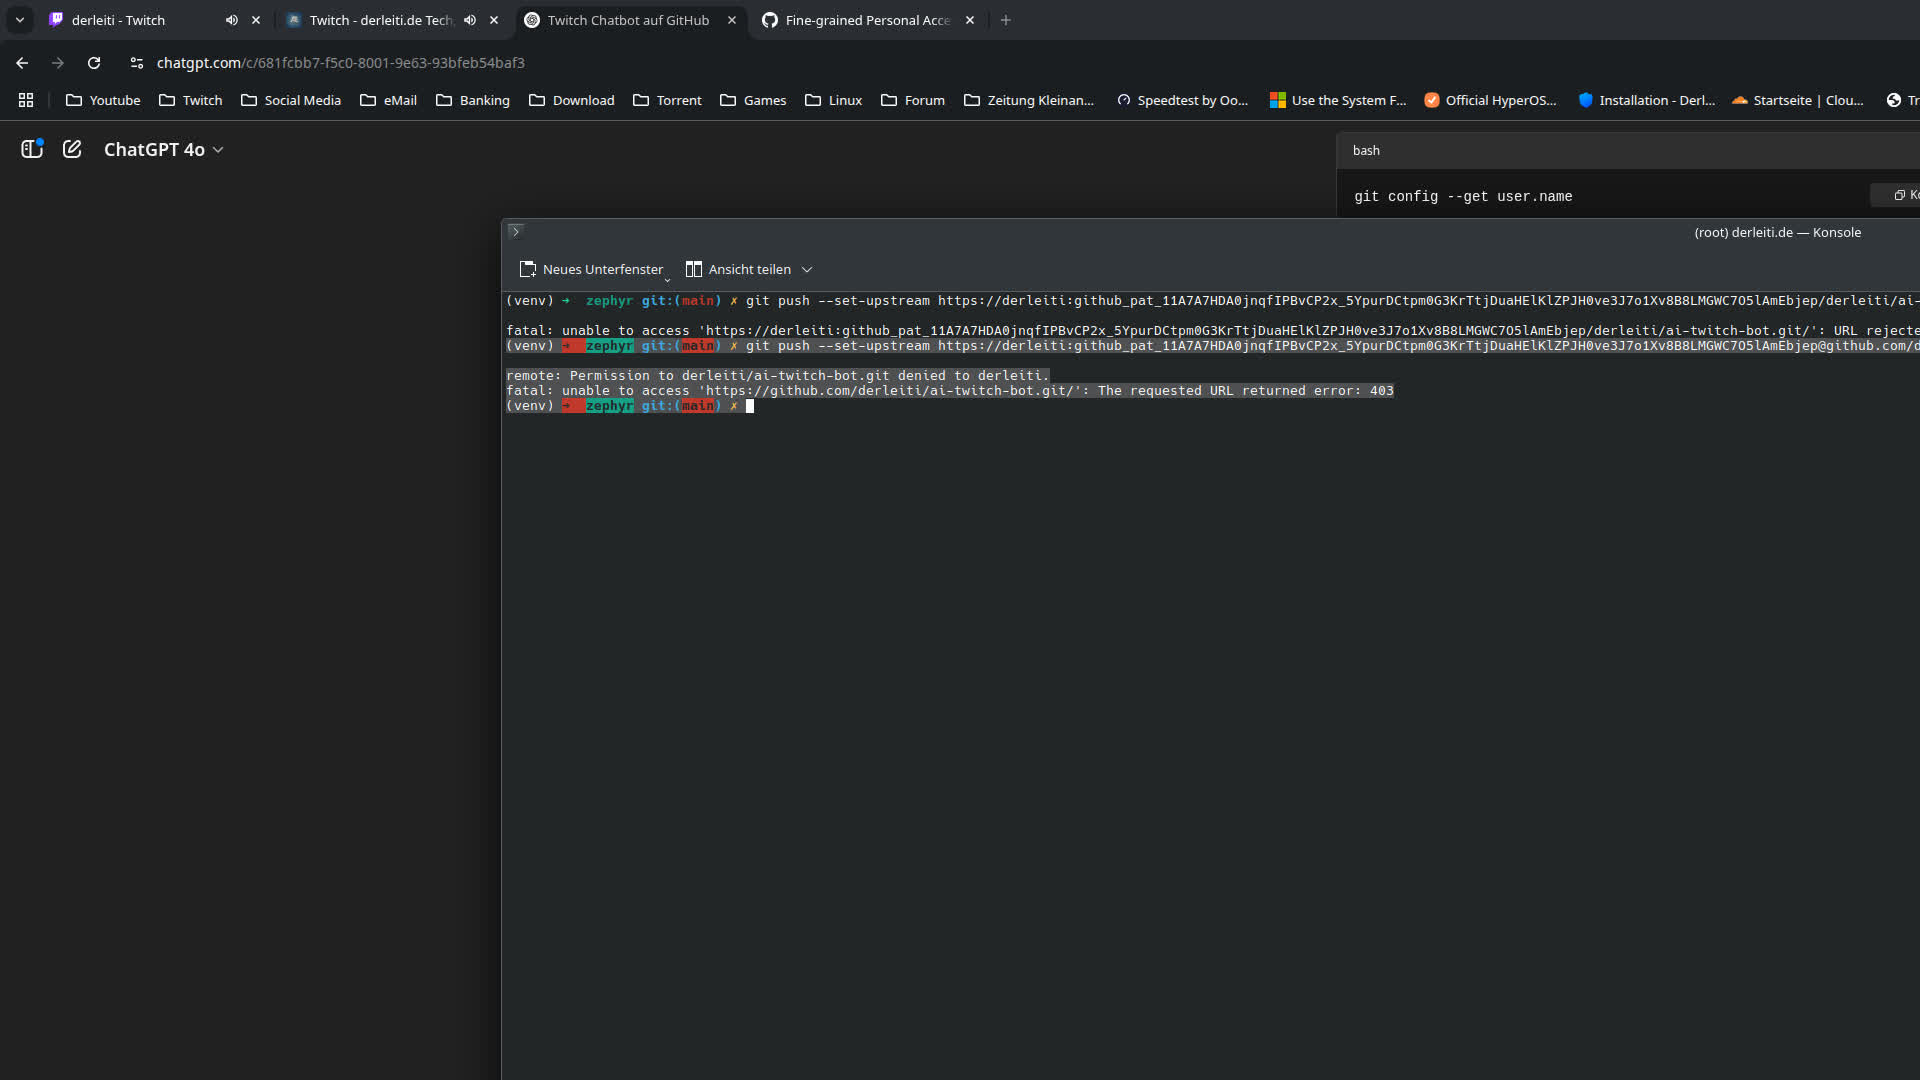 derleiti - Twitch
Twitch - derleiti.de Tech
Twitch Chatbot auf GitHub
Fine-grained Personal Acce
chatgpt.com/c/681fcbb7-f5c0-8001-9e63-93bfeb54baf3
Youtube Twitch Social Media eMail Banking Download Torrent Games Linux Forum Zeitung Kleinan... Speedtest by Oo... Use the System F... Official HyperOS... Installation - Derl... Startseite | Clou... Tr
ChatGPT 4o
bash
git config --get user.name
Ko
(root) derleiti.de — Konsole
Neues Unterfenster Ansicht teilen
(venv) ➜ zephyr git:(main) ✗ git push --set-upstream https://derleiti: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/derleiti/ai-
fatal: unable to access 'https://derleiti: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/derleiti/ai-twitch-bot.git/': URL rejecte
(venv) ➜ zephyr git:(main) ✗ git push --set-upstream https://derleiti: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@github.com/d
remote: Permission to derleiti/ai-twitch-bot.git denied to derleiti.
fatal: unable to access 'https://github.com/derleiti/ai-twitch-bot.git/': The requested URL returned error: 403
(venv) ➜ zephyr git:(main) ✗